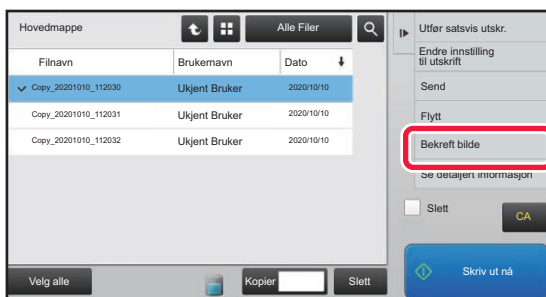 Hovedmappe
Alle Filer
Filnavn Brukernavn Dato
Copy_20201010_112030 Ukjent Bruker 2020/10/10
Copy_20201010_112031 Ukjent Bruker 2020/10/10
Copy_20201010_112032 Ukjent Bruker 2020/10/10
Velg alle
Kopier
Slett
Utfør satsvis utskr.
Endre innstilling
til utskrift
Send
Flytt
Bekreft bilde
Se detaljert informasjon
Slett
CA
Skriv ut nå